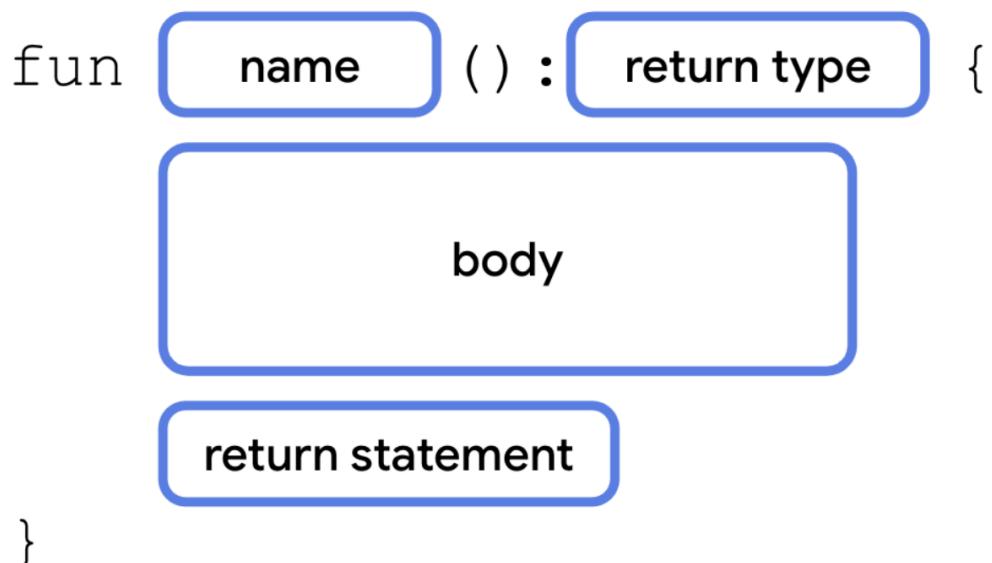 fun name () : return type {
body
return statement
}